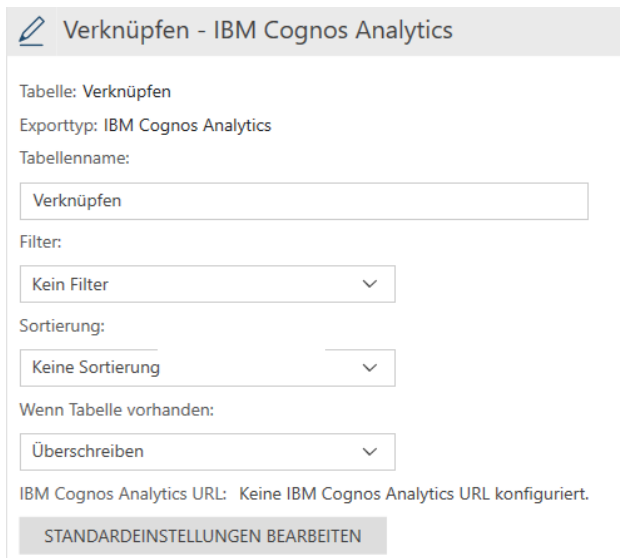 Verknüpfen - IBM Cognos Analytics
Tabelle: Verknüpfen
Exporttyp: IBM Cognos Analytics
Tabellenname:
Verknüpfen
Filter:
Kein Filter
Sortierung:
Keine Sortierung
Wenn Tabelle vorhanden:
Überschreiben
IBM Cognos Analytics URL: Keine IBM Cognos Analytics URL konfiguriert.
STANDARDEINSTELLUNGEN BEARBEITEN